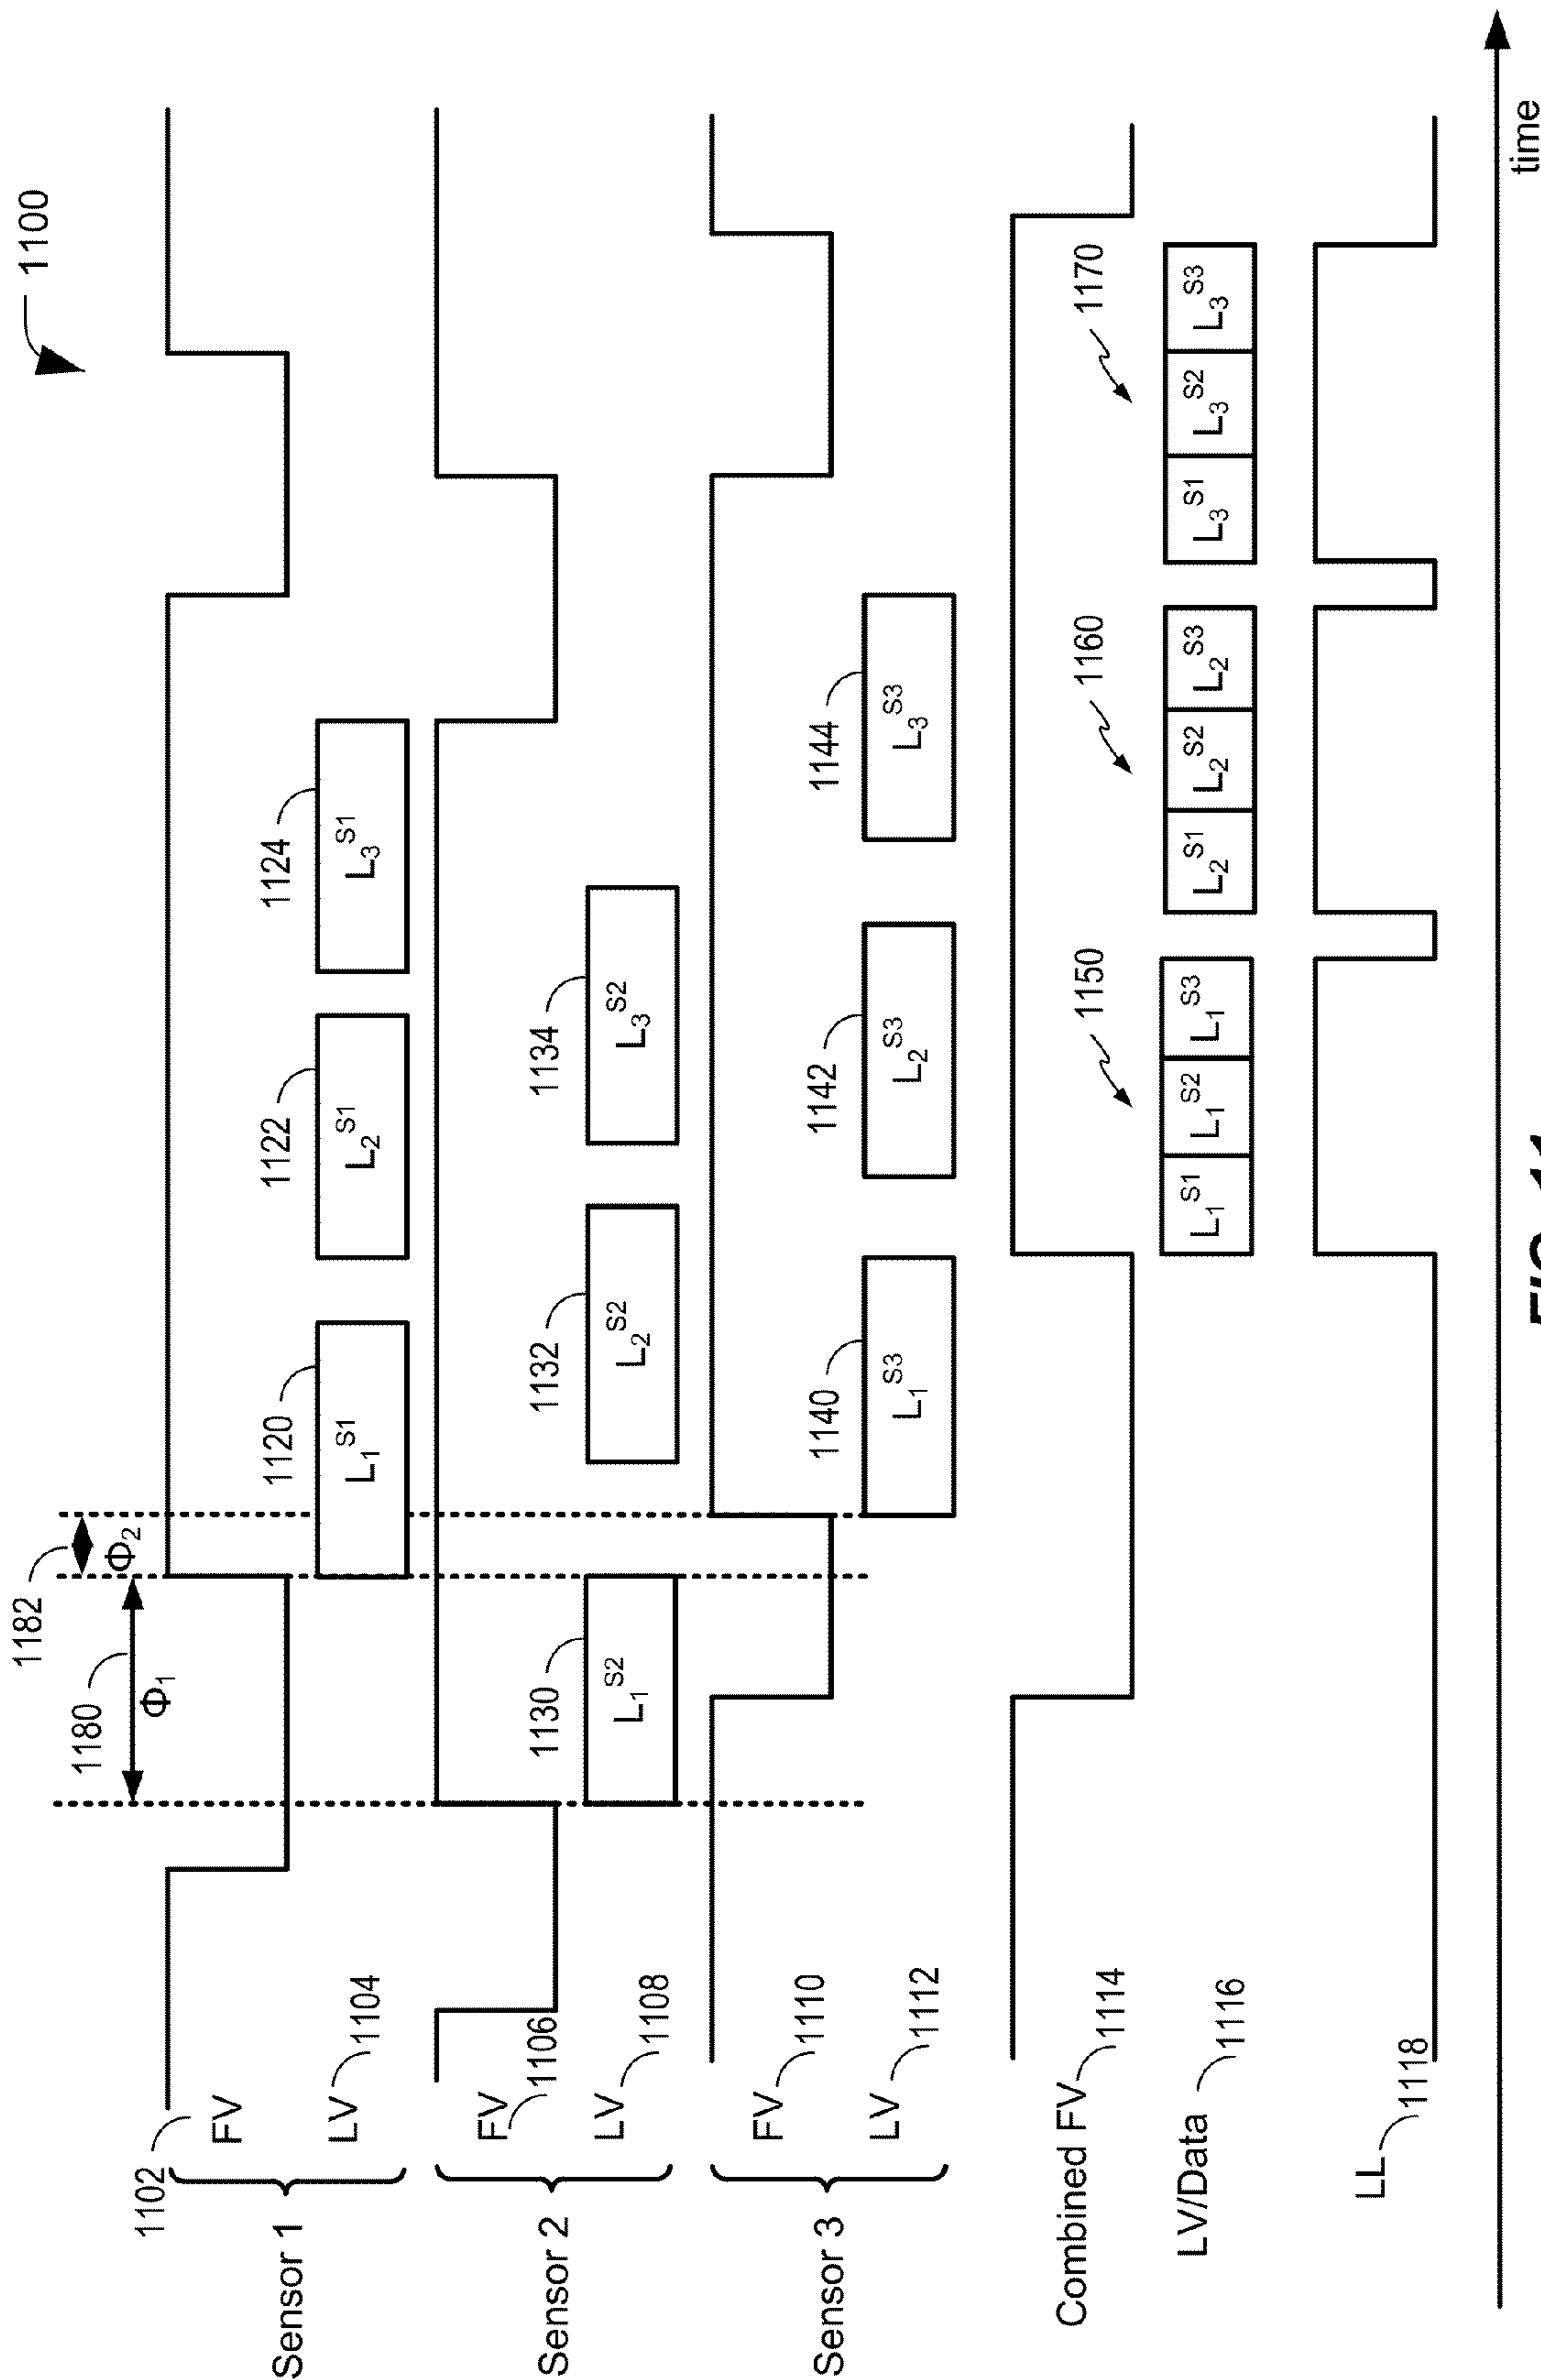 1100
1182
1180
Φ₁
Φ₂
1102
FV
LV
1104
Sensor 1
1120
L₁ˢ¹
1122
L₂ˢ¹
1124
L₃ˢ¹
FV
1106
LV
1108
Sensor 2
1130
L₁ˢ²
1132
L₂ˢ²
1134
L₃ˢ²
FV
1110
LV
1112
Sensor 3
1140
L₁ˢ³
1142
L₂ˢ³
1144
L₃ˢ³
Combined FV
1114
LV/Data
1116
1150
L₁ˢ¹ L₁ˢ² L₁ˢ³
1160
L₂ˢ¹ L₂ˢ² L₂ˢ³
1170
L₃ˢ¹ L₃ˢ² L₃ˢ³
LL
1118
time